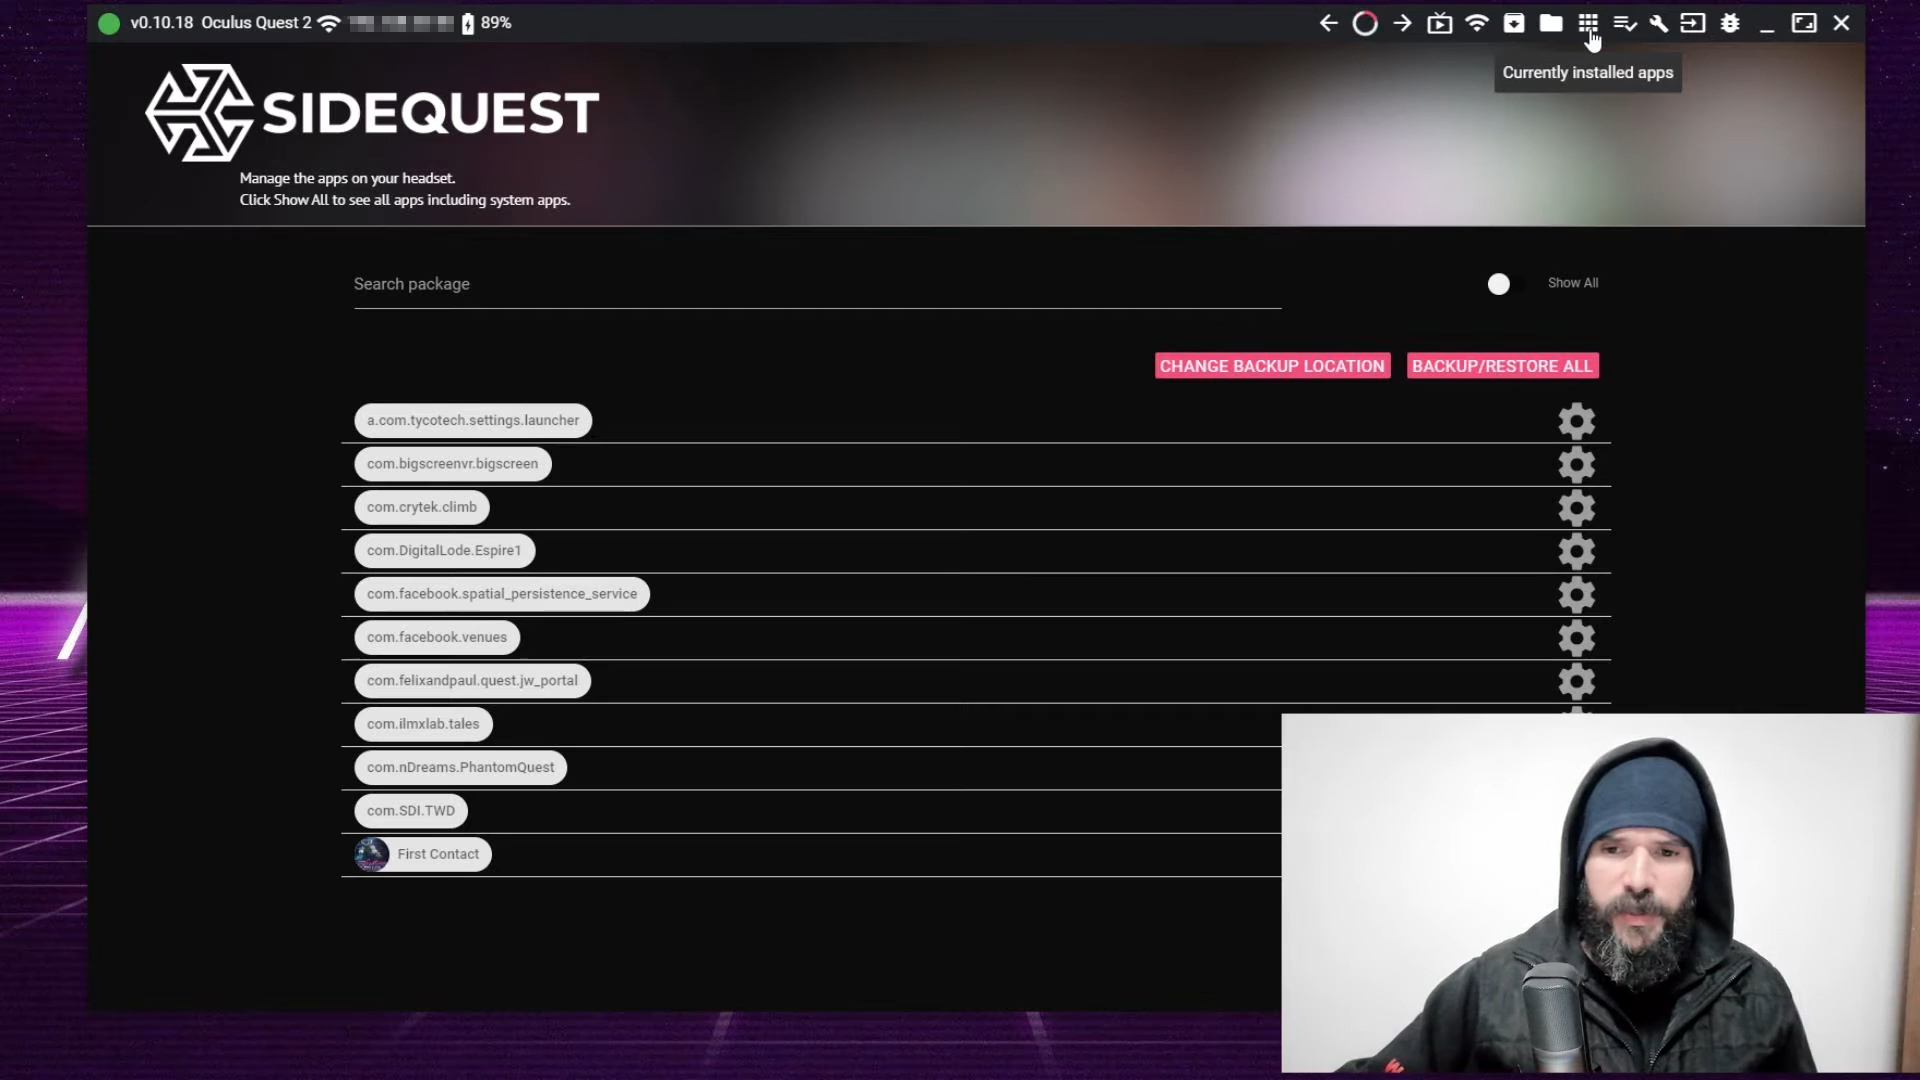 v0.10.18 Oculus Quest 2
89%
Currently installed apps
SIDEQUEST
Manage the apps on your headset.
Click Show All to see all apps including system apps.
Search package
Show All
CHANGE BACKUP LOCATION
BACKUP/RESTORE ALL
a.com.tycotech.settings.launcher
com.bigscreenvr.bigscreen
com.crytek.climb
com.DigitalLode.Espire1
com.facebook.spatial_persistence_service
com.facebook.venues
com.felixandpaul.quest.jw_portal
com.ilmxlab.tales
com.nDreams.PhantomQuest
com.SDI.TWD
First Contact